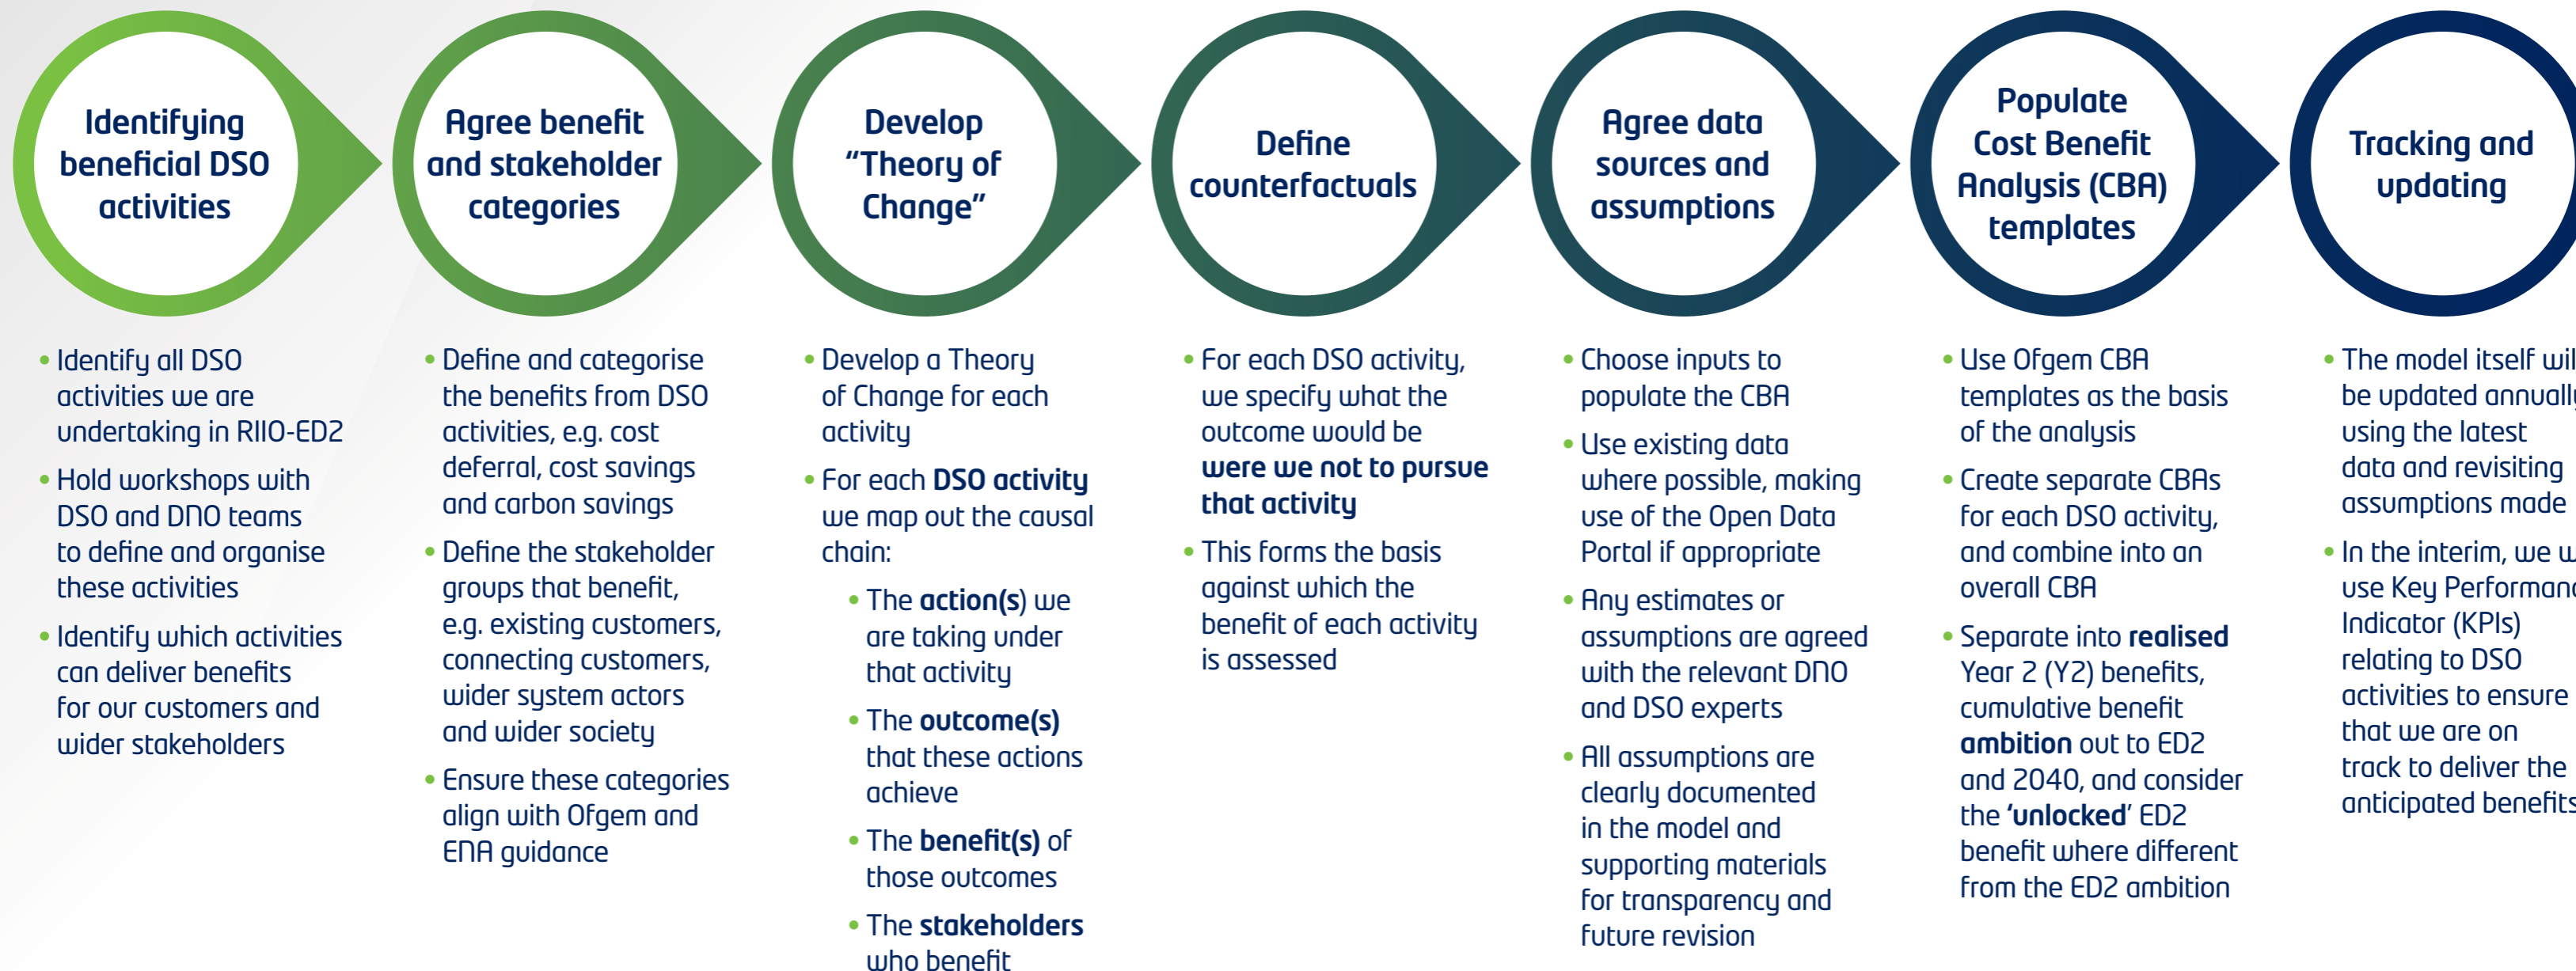 Identifying
beneficial DSO
activities
Identify all DSO
activities we are
undertaking in RIIO-ED2
Hold workshops with
DSO and DNO teams
to define and organise
these activities
Identify which activities
can deliver benefits
for our customers and
wider stakeholders
Agree benefit
and stakeholder
categories
Define and categorise
the benefits from DSO
activities, e.g. cost
deferral, cost savings
and carbon savings
Define the stakeholder
groups that benefit,
e.g. existing customers,
connecting customers,
wider system actors
and wider society
Ensure these categories
align with Ofgem and
ENA guidance
Develop
“Theory of
Change”
Develop a Theory
of Change for each
activity
For each DSO activity
we map out the causal
chain:
The action(s) we
are taking under
that activity
The outcome(s)
that these actions
achieve
The benefit(s) of
those outcomes
The stakeholders
who benefit
Define
counterfactuals
For each DSO activity,
we specify what the
outcome would be
were we not to pursue
that activity
This forms the basis
against which the
benefit of each activity
is assessed
Agree data
sources and
assumptions
Choose inputs to
populate the CBA
Use existing data
where possible, making
use of the Open Data
Portal if appropriate
Any estimates or
assumptions are agreed
with the relevant DNO
and DSO experts
All assumptions are
clearly documented
in the model and
supporting materials
for transparency and
future revision
Populate
Cost Benefit
Analysis (CBA)
templates
Use Ofgem CBA
templates as the basis
of the analysis
Create separate CBAs
for each DSO activity,
and combine into an
overall CBA
Separate into realised
Year 2 (Y2) benefits,
cumulative benefit
ambition out to ED2
and 2040, and consider
the ‘unlocked’ ED2
benefit where different
from the ED2 ambition
Tracking and
updating
The model itself
be updated
using the latest
data and revisiting
assumptions made
In the interim, we
use Key
Indicator (KPIs)
relating to DSO
activities to ensure
that we are on
track to deliver the
anticipated benefits